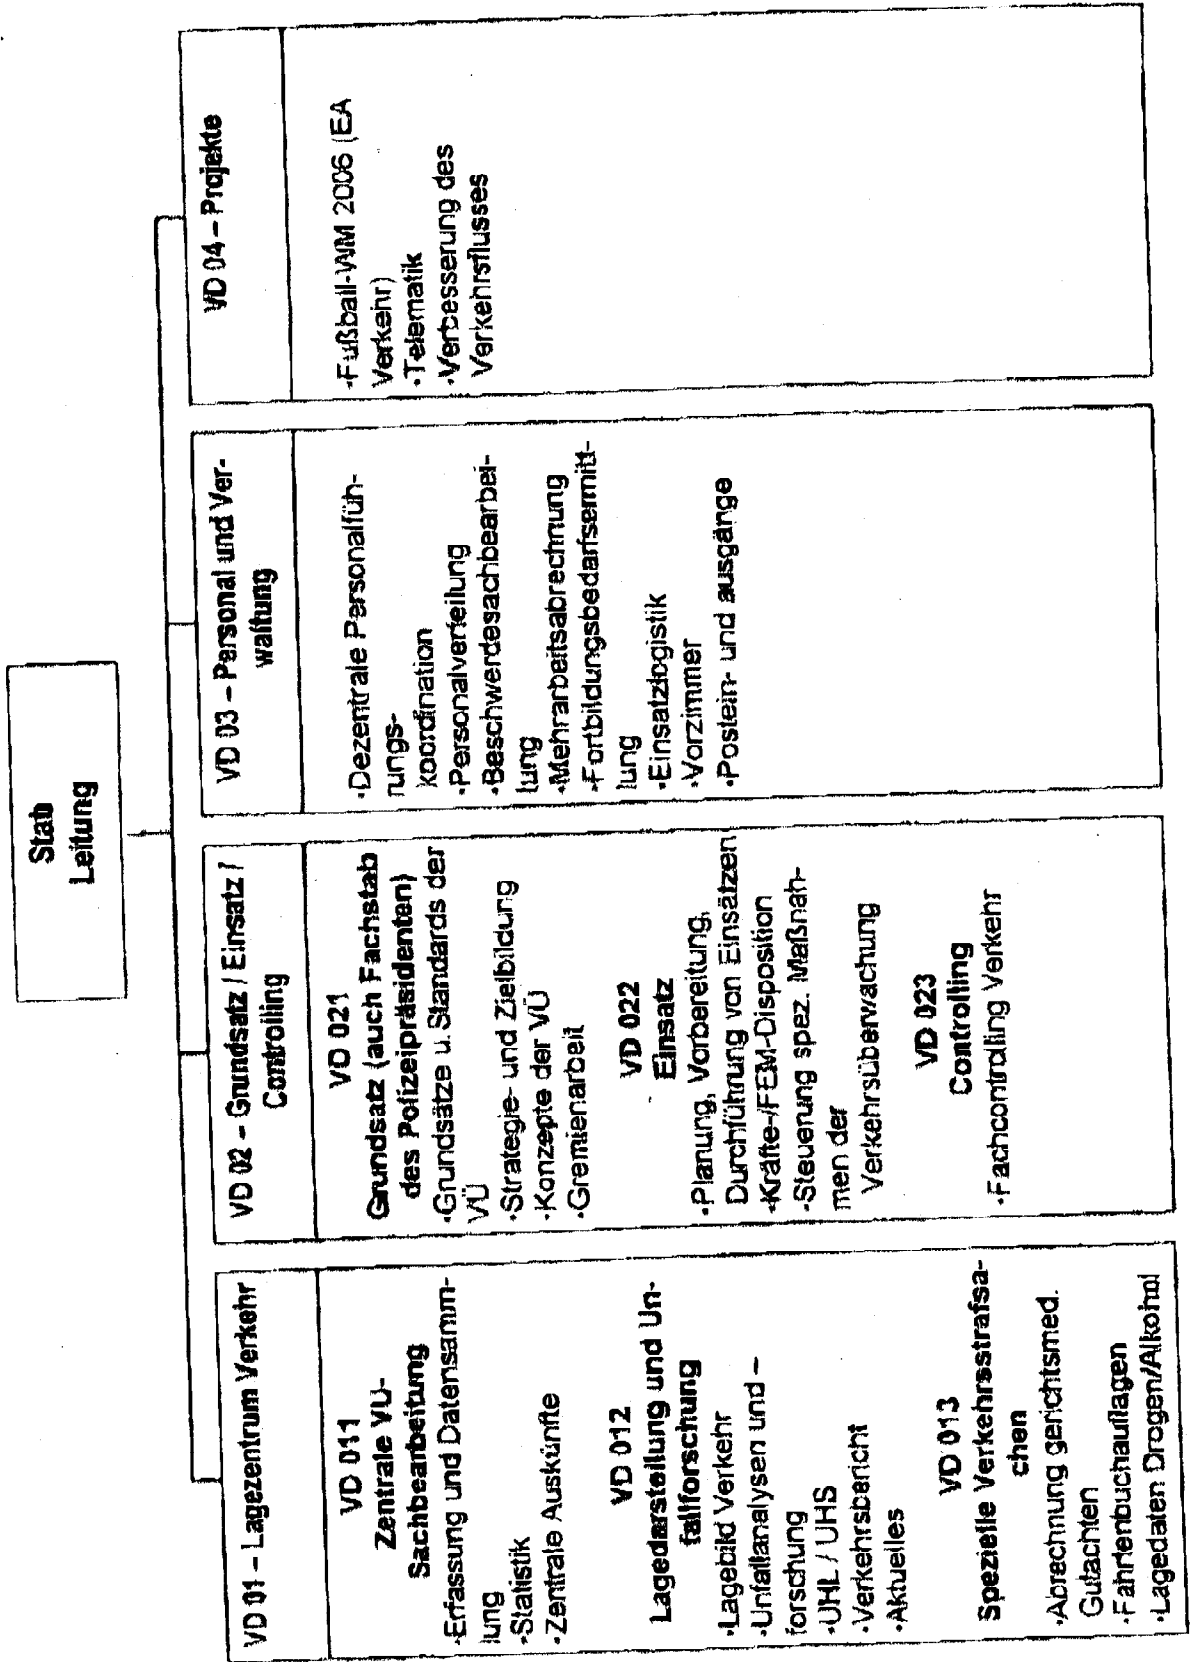 Stab
Leitung
VD 01 – Lagezentrum Verkehr
VD 011
Zentrale VU-
Sachbearbeitung
•Erfassung und Datensamm-
lung
•Statistik
•Zentrale Auskünfte
VD 012
Lagedarstellung und Un-
fallforschung
•Lagebild Verkehr
•Unfallanalysen und –
forschung
•UHL / UHS
•Verkehrsbericht
•Aktuelles
VD 013
Spezielle Verkehrsstrafsa-
chen
•Abrechnung gerichtsmed.
Gutachten
•Fahrtenbuchauflagen
•Lagedaten Drogen/Alkohol
VD 02 – Grundsatz / Einsatz /
Controlling
VD 021
Grundsatz (auch Fachstab
des Polizeipräsidenten)
•Grundsätze u. Standards der
VÜ
•Strategie- und Zielbildung
•Konzepte der VÜ
•Gremienarbeit
VD 022
Einsatz
•Planung, Vorbereitung,
Durchführung von Einsätzen
•Kräfte-/FEM-Disposition
•Steuerung spez. Maßnah-
men der
Verkehrsüberwachung
VD 023
Controlling
•Fachcontrolling Verkehr
VD 03 – Personal und Ver-
waltung
•Dezentrale Personalfüh-
rungs-
koordination
•Personalverteilung
•Beschwerdesachbearbei-
tung
•Mehrarbeitsabrechnung
•Fortbildungsbedarfsermitt-
lung
•Einsatzlogistik
•Vorzimmer
•Postein- und ausgänge
VD 04 – Projekte
•Fußball-WM 2006 (EA
Verkehr)
•Telematik
•Verbesserung des
Verkehrsflusses